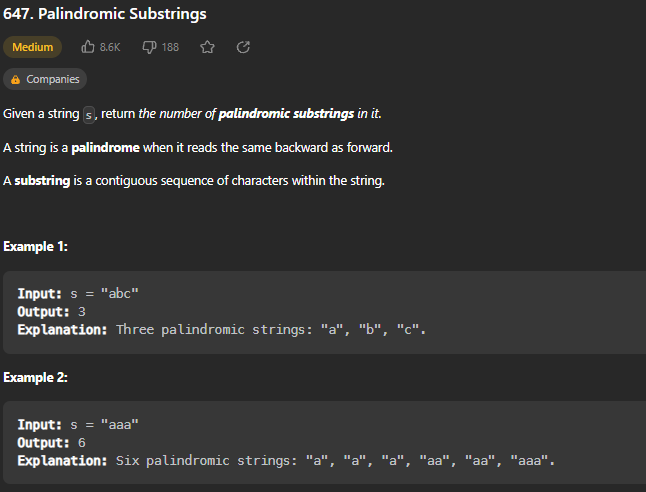 647. Palindromic Substrings
Medium 8.6K 188
Companies
Given a string s, return the number of palindromic substrings in it.
A string is a palindrome when it reads the same backward as forward.
A substring is a contiguous sequence of characters within the string.
Example 1:
Input: s = "abc"
Output: 3
Explanation: Three palindromic strings: "a", "b", "c".
Example 2:
Input: s = "aaa"
Output: 6
Explanation: Six palindromic strings: "a", "a", "a", "aa", "aa", "aaa".